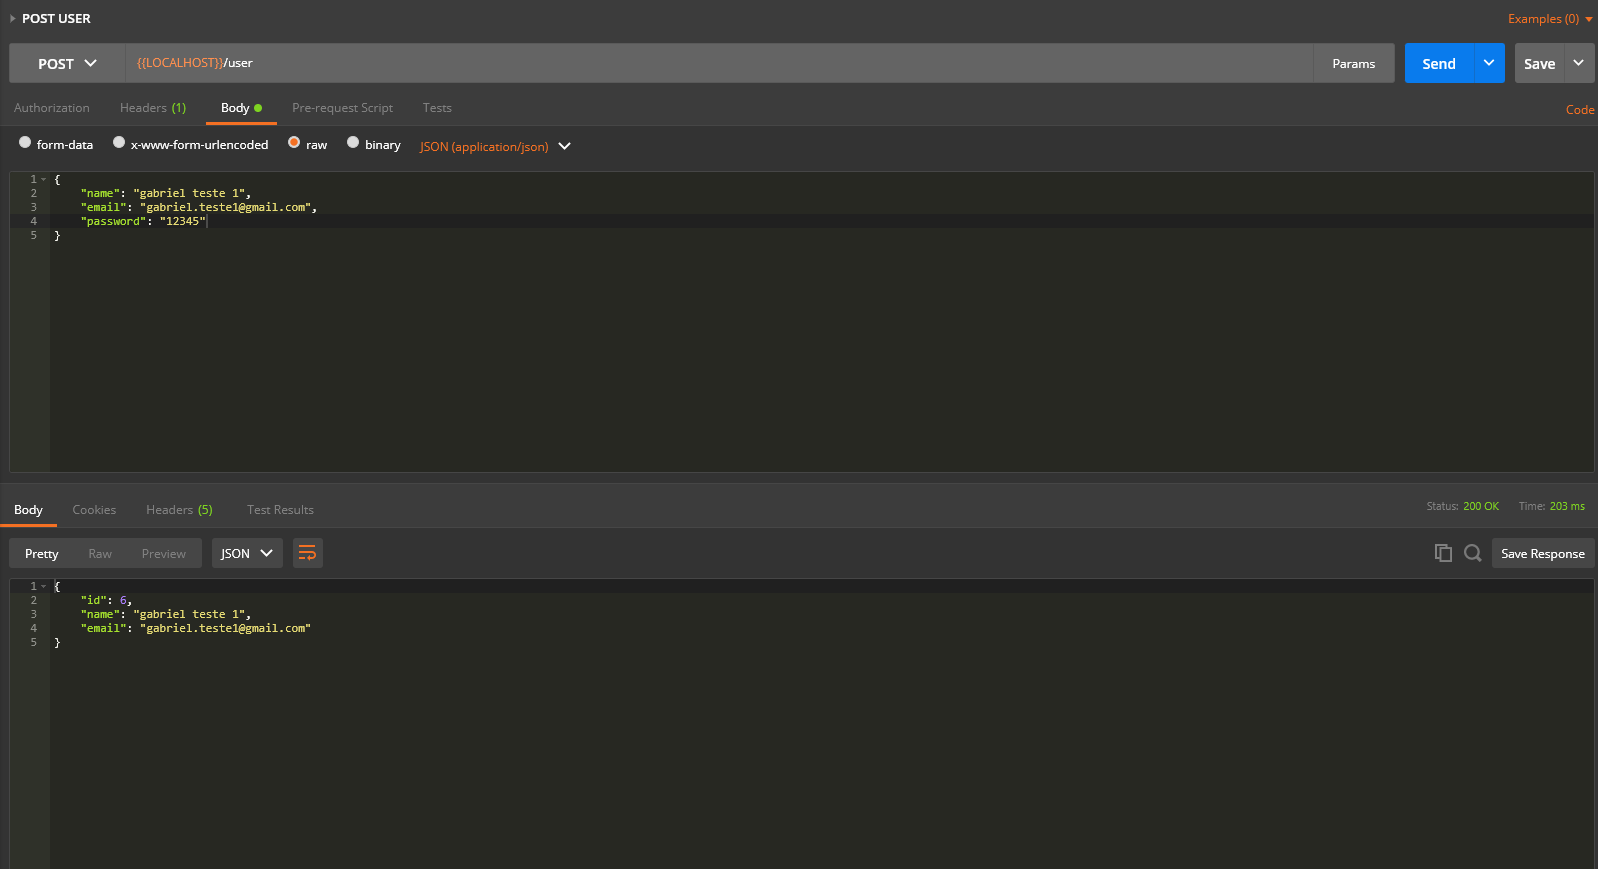 POST USER
Examples (0)
POST {{LOCALHOST}}/user Params Send Save
Authorization Headers (1) Body Pre-request Script Tests
Code
form-data x-www-form-urlencoded raw binary JSON (application/json)
1 {
2 "name": "gabriel teste 1",
3 "email": "gabriel.teste1@gmail.com",
4 "password": "12345"
5 }
Body Cookies Headers (5) Test Results Status: 200 OK Time: 203 ms
Pretty Raw Preview JSON Save Response
1 {
2 "id": 6,
3 "name": "gabriel teste 1",
4 "email": "gabriel.teste1@gmail.com"
5 }